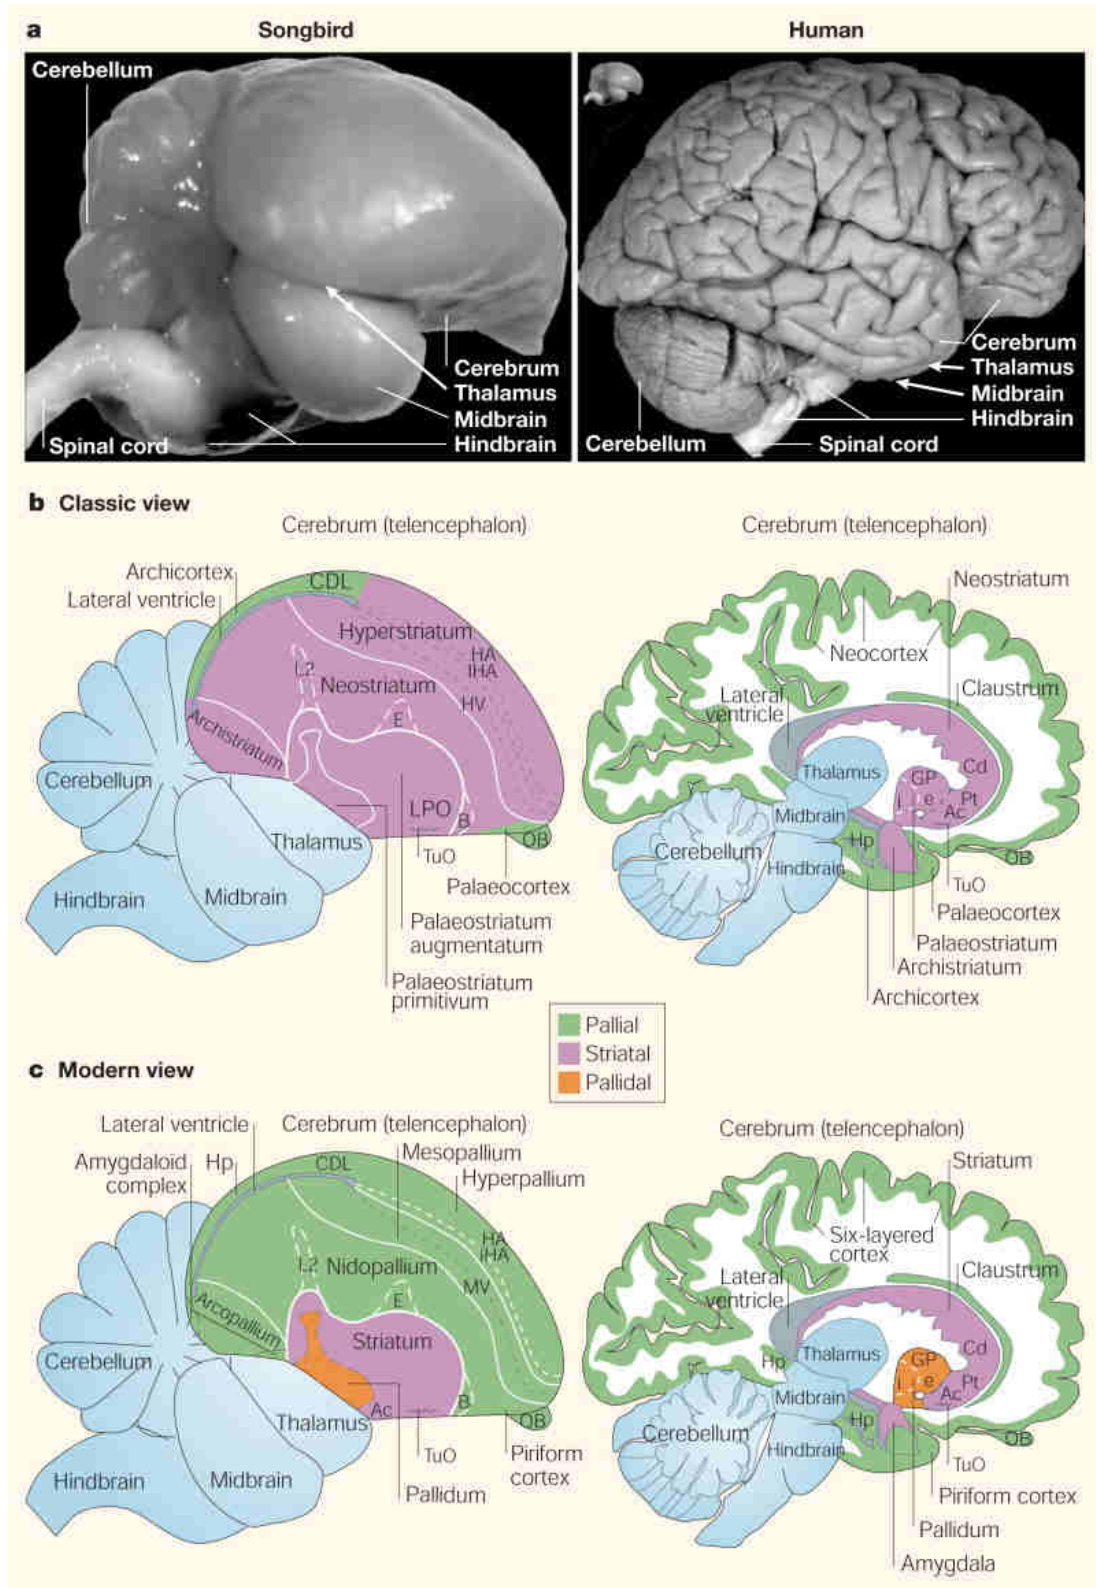 a
Songbird
Human
Cerebellum
Cerebrum
Thalamus
Midbrain
Hindbrain
Spinal cord
Cerebrum
Thalamus
Midbrain
Hindbrain
Cerebellum
Spinal cord
b Classic view
Cerebrum (telencephalon)
Archicortex
Lateral ventricle
CDL
Hyperstriatum
HA
IHA
L2
Neostriatum
HV
E
Archistriatum
Cerebellum
LPO
B
Thalamus
OB
TuO
Palaeocortex
Hindbrain
Midbrain
Palaeostriatum
augmentatum
Palaeostriatum
primitivum
Cerebrum (telencephalon)
Neostriatum
Neocortex
Lateral
ventricle
Claustrum
Thalamus
Cd
GP
i
e
Pt
Ac
Midbrain
Hp
Cerebellum
Hindbrain
OB
TuO
Palaeocortex
Palaeostriatum
Archistriatum
Archicortex
Pallial
Striatal
Pallidal
c Modern view
Lateral ventricle
Cerebrum (telencephalon)
Amygdaloid
complex
Hp
CDL
Mesopallium
Hyperpallium
HA
IHA
L2
Nidopallium
MV
E
Arcopallium
Striatum
Cerebellum
B
Ac
Thalamus
OB
TuO
Piriform
cortex
Hindbrain
Midbrain
Pallidum
Cerebrum (telencephalon)
Striatum
Six-layered
cortex
Lateral
ventricle
Claustrum
Hp
Thalamus
Cd
GP
i
e
Pt
Ac
Midbrain
Hp
Cerebellum
Hindbrain
OB
TuO
Piriform cortex
Pallidum
Amygdala